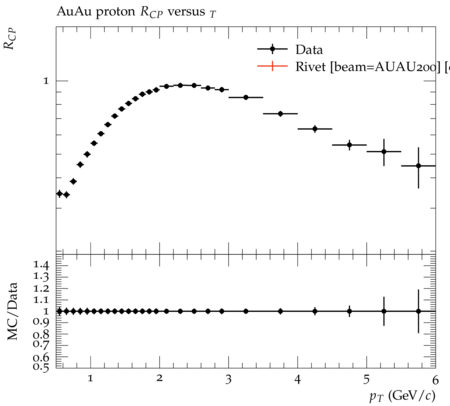 AuAu proton R_CP versus _T
R_CP
Data
Rivet [beam=AUAU200] [
1
MC/Data
1.4
1.3
1.2
1.1
1
0.9
0.8
0.7
0.6
0.5
1 2 3 4 5 6
p_T (GeV/c)